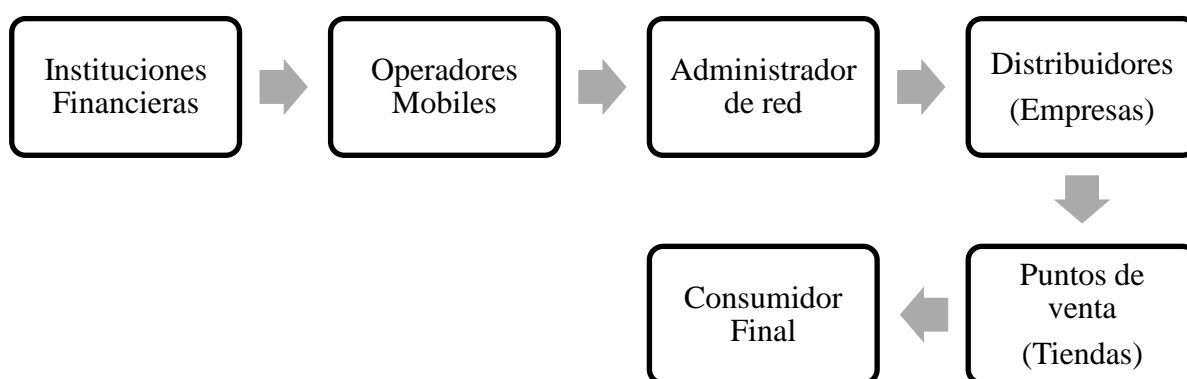 Instituciones
Financieras
Operadores
Mobiles
Administrador
de red
Distribuidores
(Empresas)
Puntos de
venta
(Tiendas)
Consumidor
Final